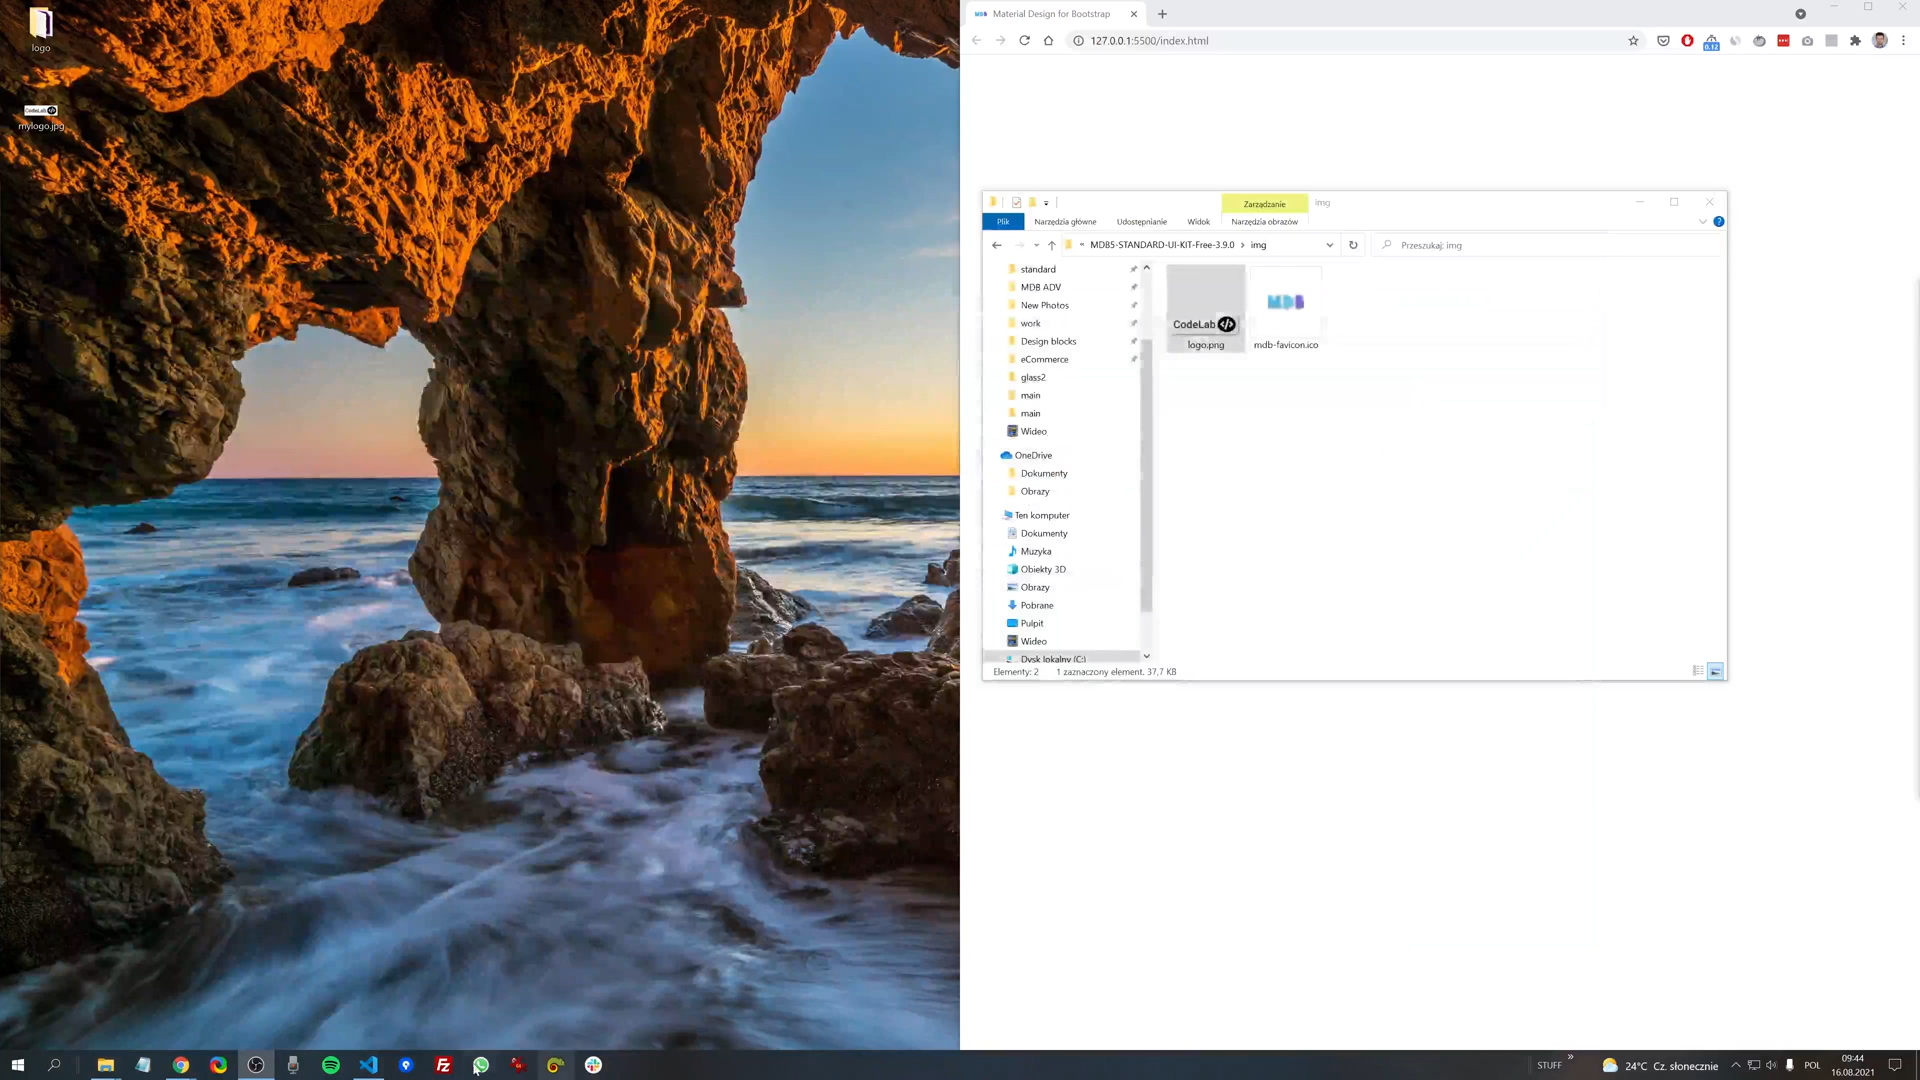 logo
CodeLab
mylogo.jpg
MDB
Material Design for Bootstrap
127.0.0.1:5500/index.html
0.12
Zarządzanie
img
Plik
Narzędzia główne
Udostępnianie
Widok
Narzędzia obrazów
« MDB5-STANDARD-UI-KIT-Free-3.9.0 > img
Przeszukaj: img
standard
MDB ADV
New Photos
work
Design blocks
eCommerce
glass2
main
main
Wideo
OneDrive
Dokumenty
Obrazy
Ten komputer
Dokumenty
Muzyka
Obiekty 3D
Obrazy
Pobrane
Pulpit
Wideo
Dysk lokalny (C:)
CodeLab </>
logo.png
MDB
mdb-favicon.ico
Elementy: 2
1 zaznaczony element. 37,7 KB
STUFF
24°C Cz. słonecznie
POL
09:44
16.08.2021